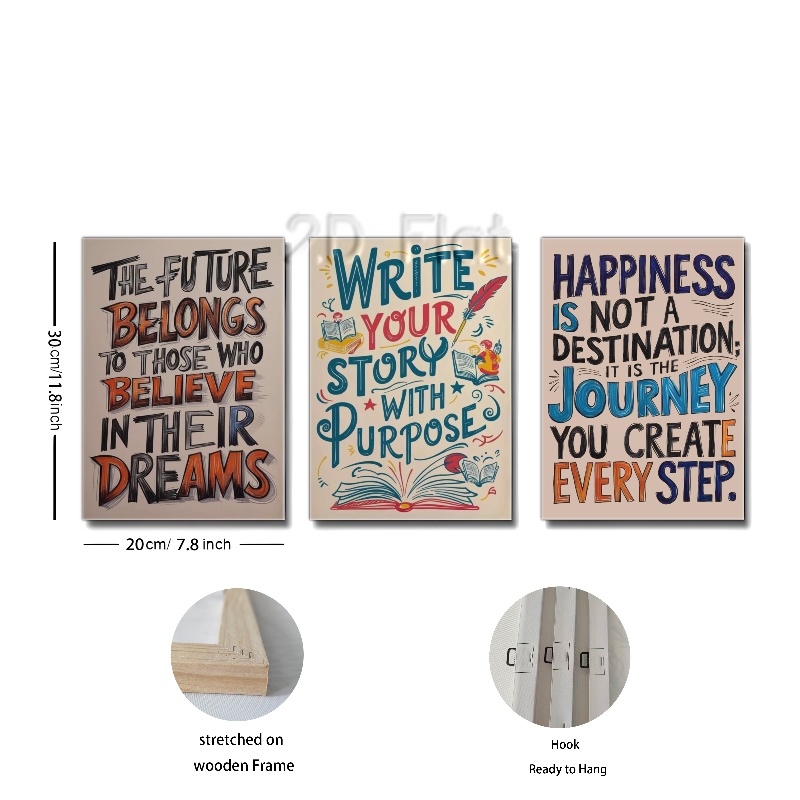 2D Flat
THE FUTURE
BELONGS
TO THOSE WHO
BELIEVE
IN THEIR
DREAMS
WRITE
YOUR
STORY
WITH
PURPOSE
HAPPINESS
IS NOT A
DESTINATION;
IT IS THE
JOURNEY
YOU CREATE
EVERY STEP.
30cm/11.8inch
20cm/ 7.8 inch
stretched on
wooden Frame
Hook
Ready to Hang